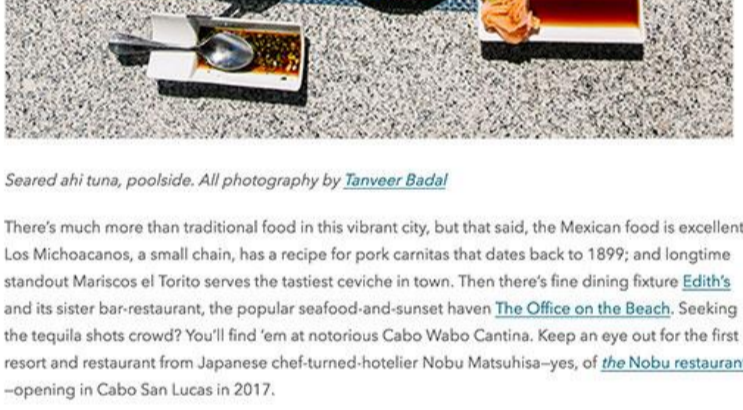 Seared ahi tuna, poolside. All photography by Tanveer Badal
There's much more than traditional food in this vibrant city, but that said, the Mexican food is excellent
Los Michoacanos, a small chain, has a recipe for pork carnitas that dates back to 1899; and longtime
standout Mariscos el Torito serves the tastiest ceviche in town. Then there's fine dining fixture Edith's
and its sister bar-restaurant, the popular seafood-and-sunset haven The Office on the Beach. Seeking
the tequila shots crowd? You'll find 'em at notorious Cabo Wabo Cantina. Keep an eye out for the first
resort and restaurant from Japanese chef-turned-hotelier Nobu Matsuhisa—yes, of the Nobu restauran
—opening in Cabo San Lucas in 2017.